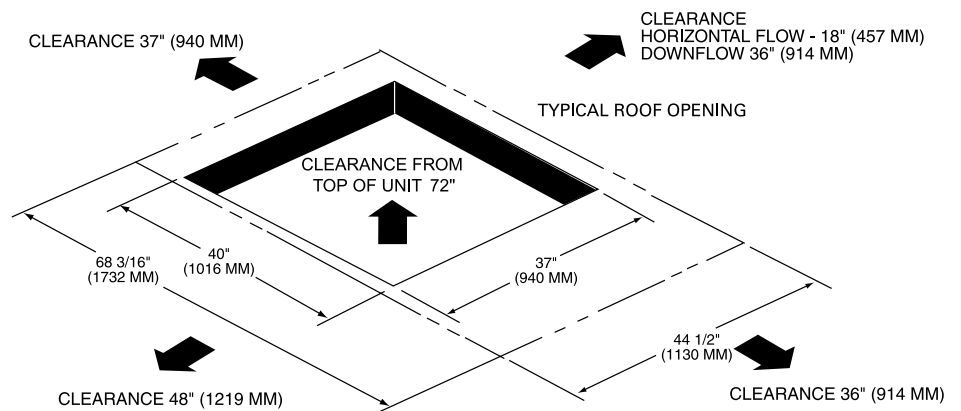 CLEARANCE
HORIZONTAL FLOW - 18" (457 MM)
DOWNFLOW 36" (914 MM)
CLEARANCE 37" (940 MM)
TYPICAL ROOF OPENING
CLEARANCE FROM
TOP OF UNIT 72"
68 3/16"
(1732 MM)
40"
(1016 MM)
37"
(940 MM)
44 1/2"
(1130 MM)
CLEARANCE 48" (1219 MM)
CLEARANCE 36" (914 MM)